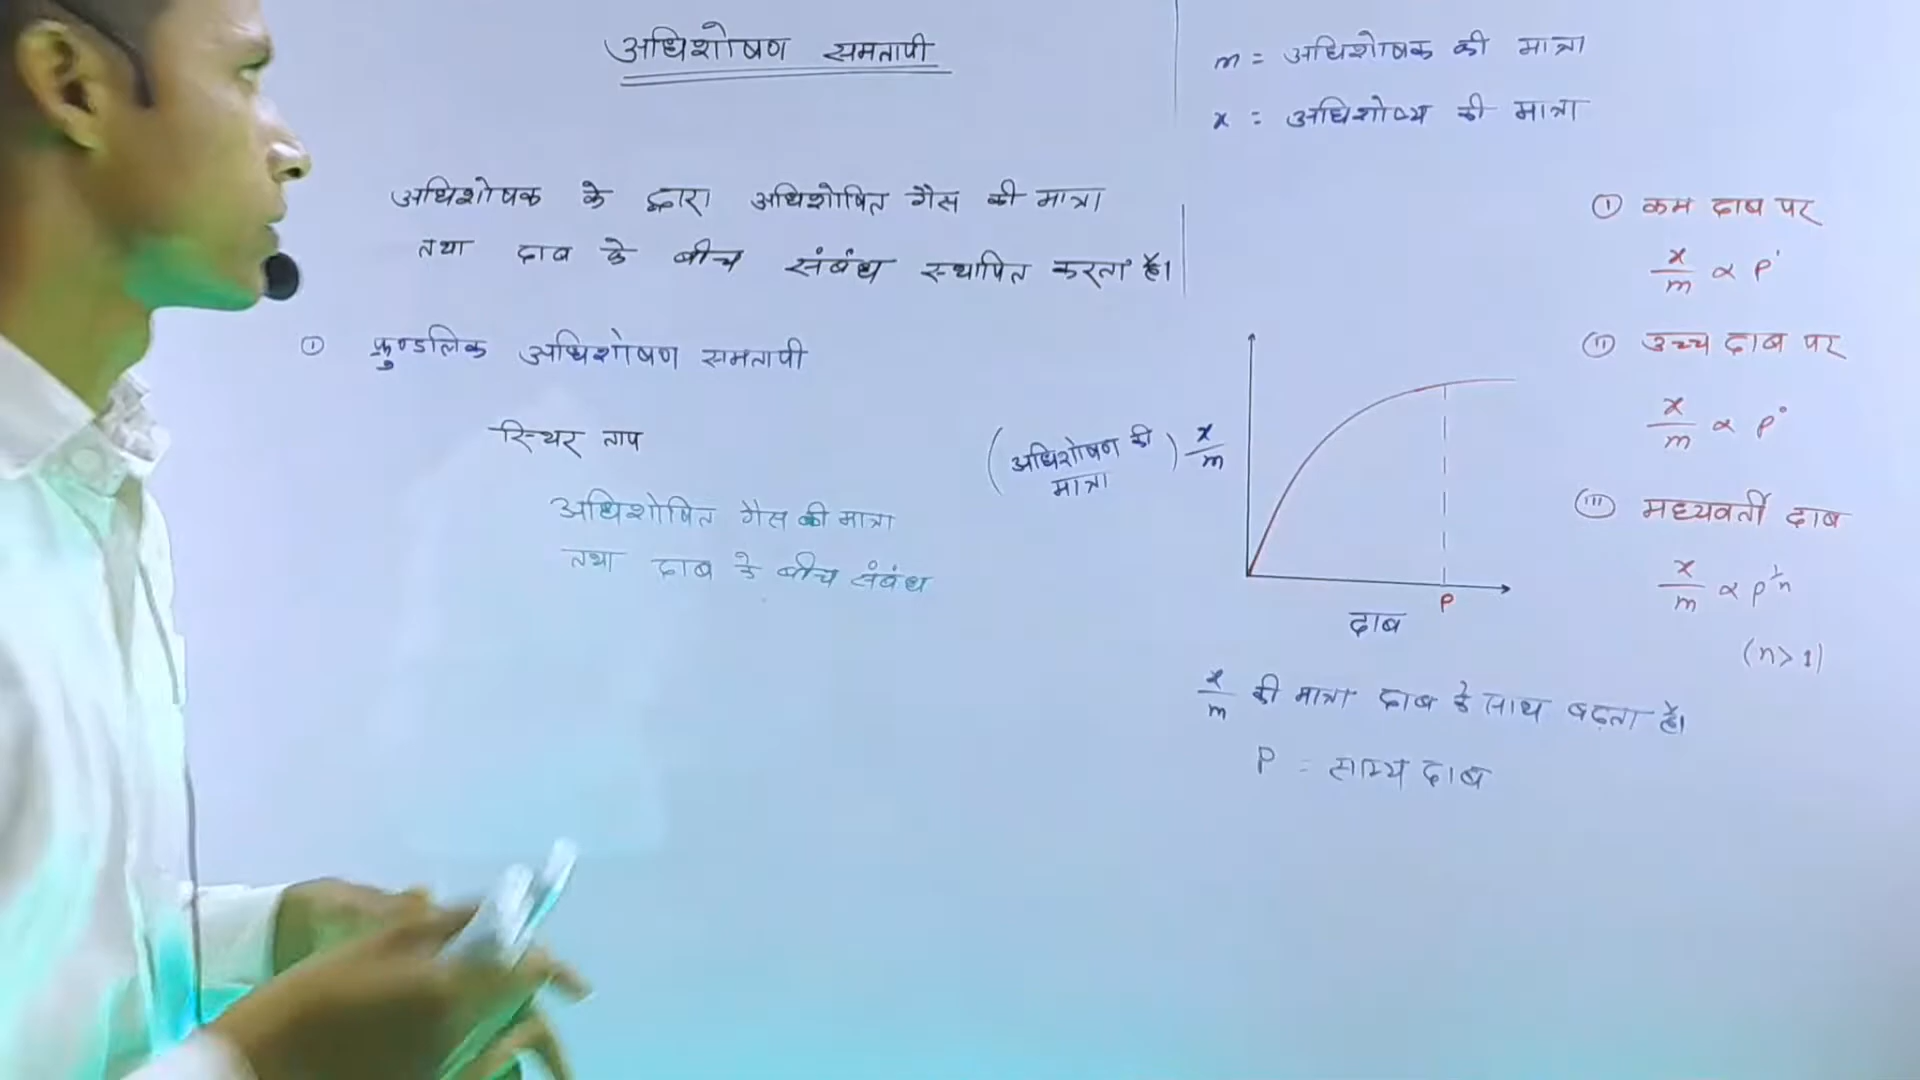 अधिशोषण समतापी
अधिशोषक के द्वारा अधिशोषित गैस की मात्रा
तथा दाब के बीच संबंध स्थापित करता है।
① फ्रुण्डलिक अधिशोषण समतापी
स्थिर ताप
अधिशोषित गैस की मात्रा
तथा दाब के बीच संबंध
m = अधिशोषक की मात्रा
x = अधिशोष्य की मात्रा
(अधिशोषण की मात्रा) x/m
P
दाब
x/m की मात्रा दाब के साथ बढ़ता है।
P = साम्य दाब
(I) कम दाब पर
x/m ∝ P¹
(II) उच्च दाब पर
x/m ∝ P⁰
(III) मध्यवर्ती दाब
x/m ∝ P^1/n
(n>1)